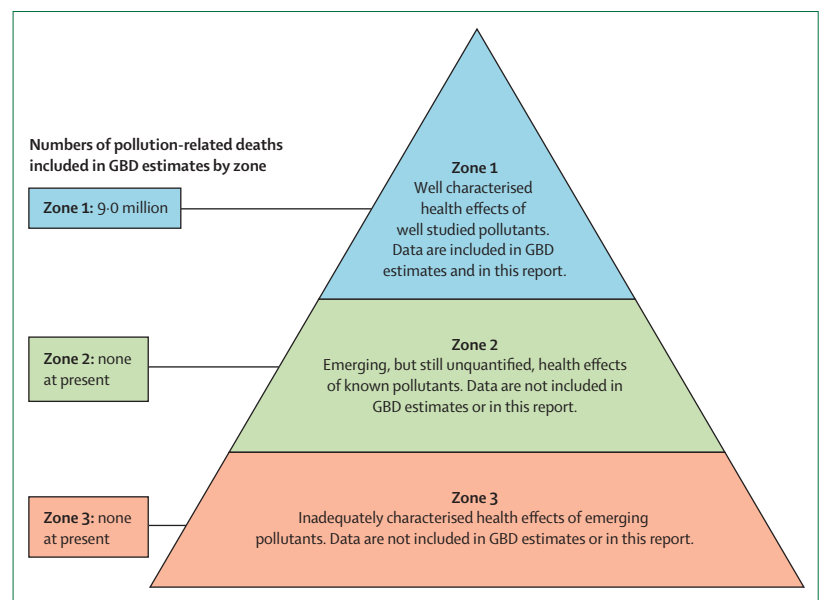 Numbers of pollution-related deaths
included in GBD estimates by zone
Zone 1: 9·0 million
Zone 1
Well characterised
health effects of
well studied pollutants.
Data are included in GBD
estimates and in this report.
Zone 2: none
at present
Zone 2
Emerging, but still unquantified, health effects
of known pollutants. Data are not included in
GBD estimates or in this report.
Zone 3: none
at present
Zone 3
Inadequately characterised health effects of emerging
pollutants. Data are not included in GBD estimates or in this report.